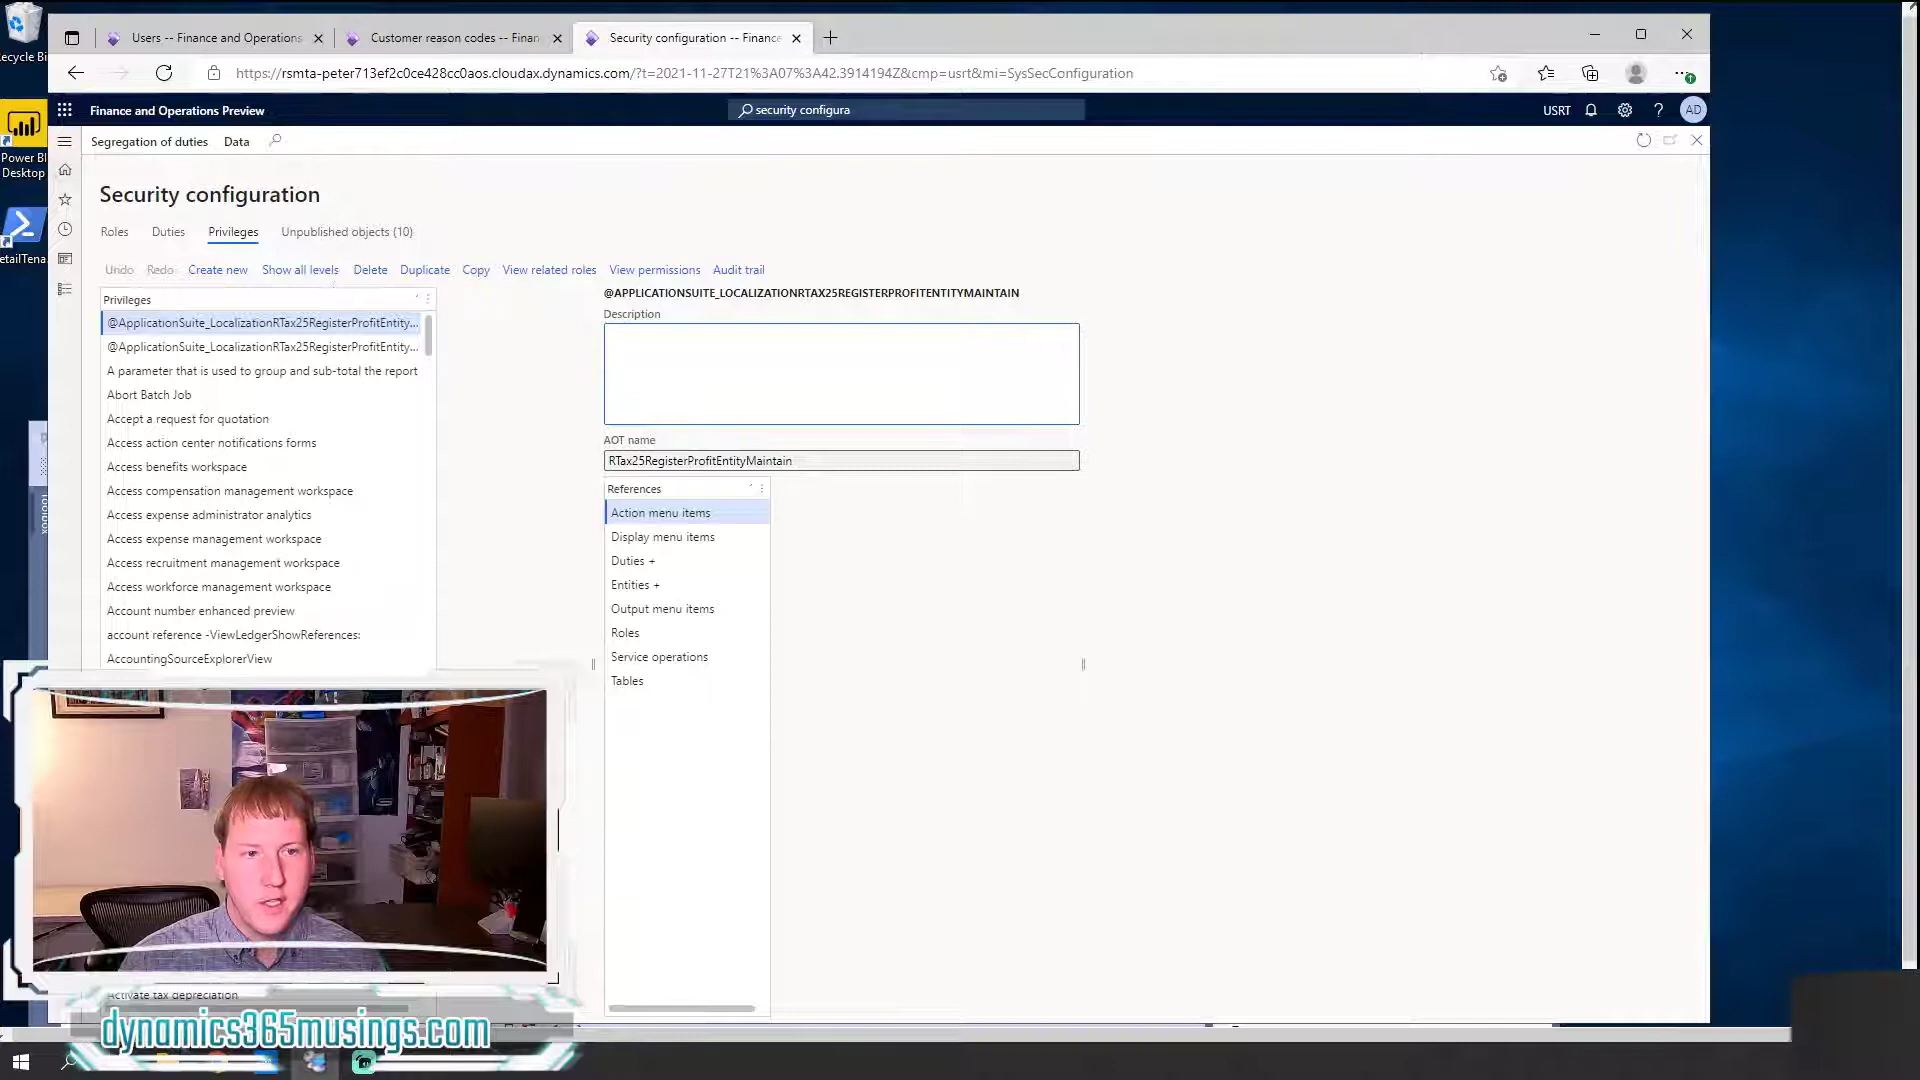 Recycle Bi
Users -- Finance and Operations
Customer reason codes -- Finan
Security configuration -- Finance
https://rsmta-peter713ef2c0ce428cc0aos.cloudax.dynamics.com/?t=2021-11-27T21%3A07%3A42.3914194Z&cmp=usrt&mi=SysSecConfiguration
Finance and Operations Preview
security configura
USRT
AD
Segregation of duties
Data
Power BI
Desktop
Security configuration
Roles
Duties
Privileges
Unpublished objects (10)
etailTena
Undo
Redo
Create new
Show all levels
Delete
Duplicate
Copy
View related roles
View permissions
Audit trail
Privileges
@ApplicationSuite_LocalizationRTax25RegisterProfitEntity...
@ApplicationSuite_LocalizationRTax25RegisterProfitEntity...
A parameter that is used to group and sub-total the report
Abort Batch Job
Accept a request for quotation
Access action center notifications forms
Access benefits workspace
Access compensation management workspace
Access expense administrator analytics
Access expense management workspace
Access recruitment management workspace
Access workforce management workspace
Account number enhanced preview
account reference -ViewLedgerShowReferences:
AccountingSourceExplorerView
Activate tax depreciation
@APPLICATIONSUITE_LOCALIZATIONRTAX25REGISTERPROFITENTITYMAINTAIN
Description
AOT name
RTax25RegisterProfitEntityMaintain
References
Action menu items
Display menu items
Duties +
Entities +
Output menu items
Roles
Service operations
Tables
Toolbox
dynamics365musings.com